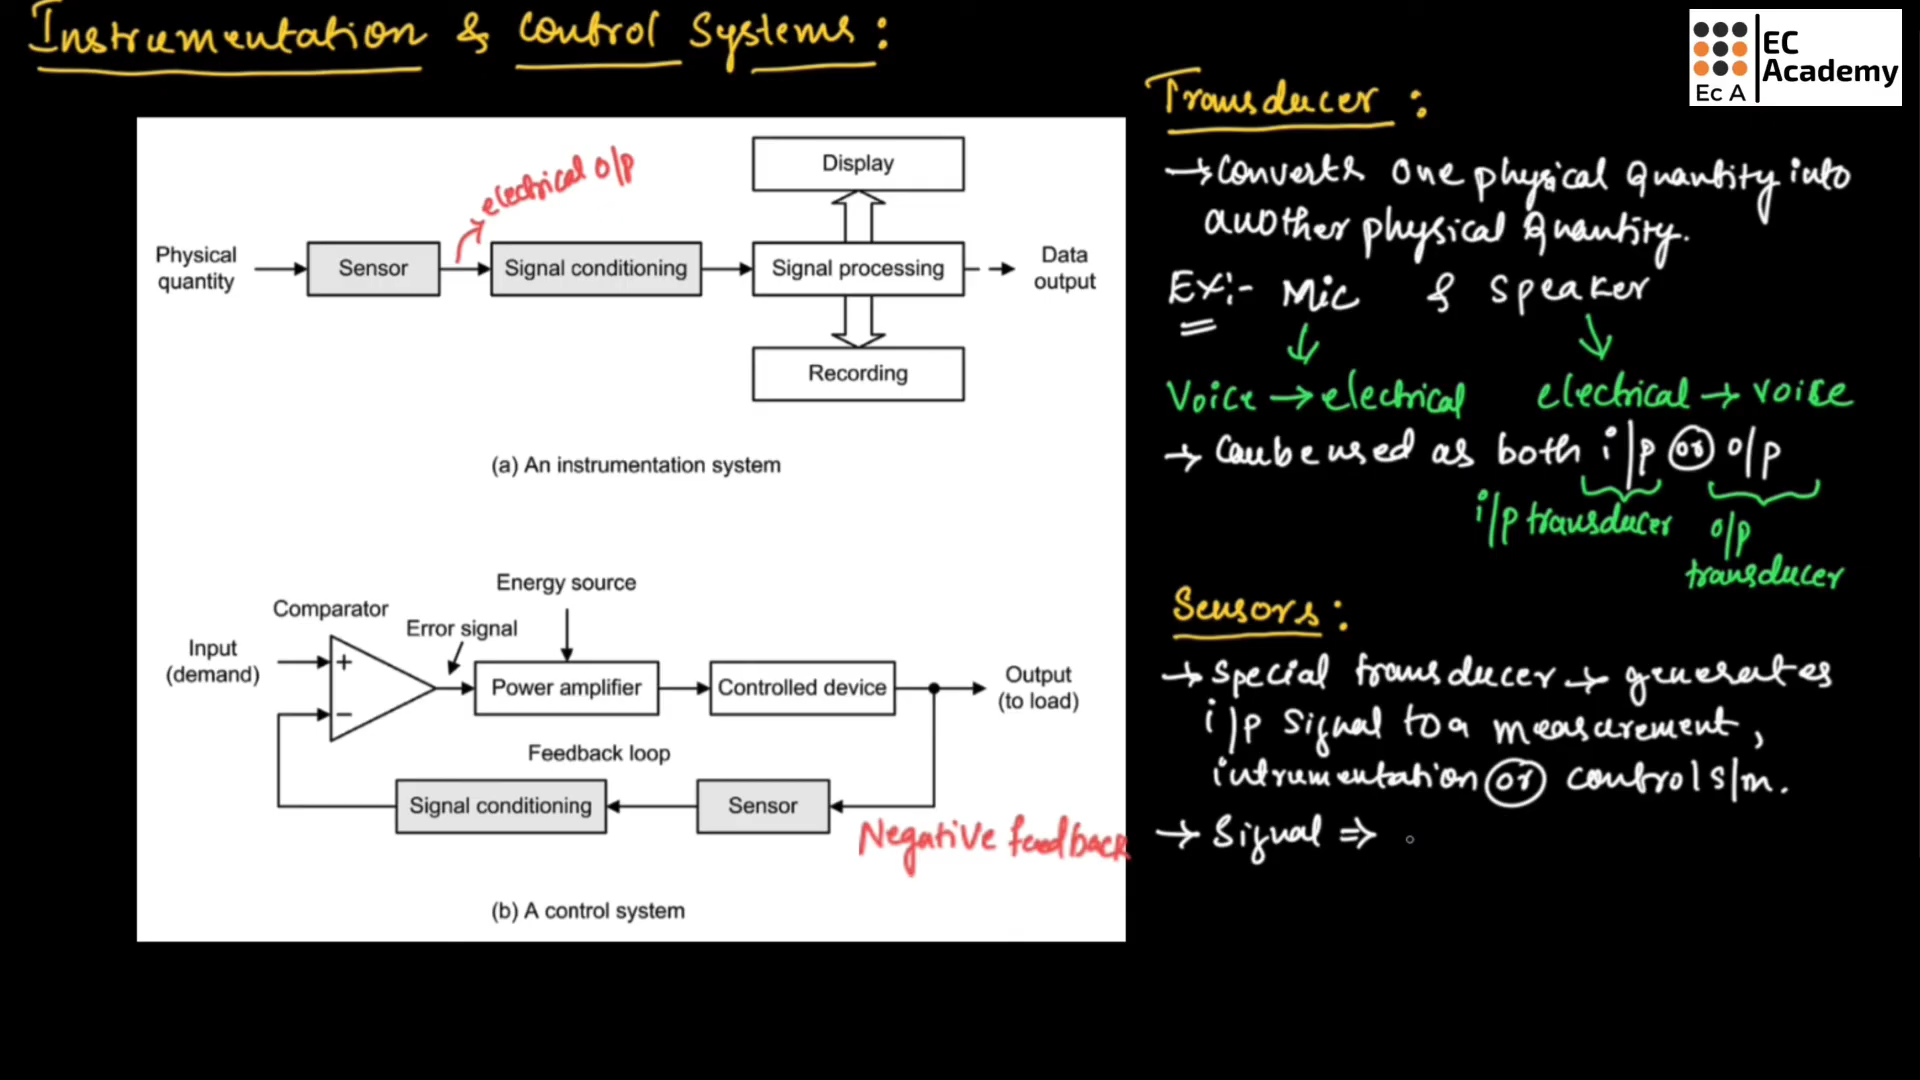 Instrumentation & Control Systems:
EC
Academy
Ec A
Transducer :
→ Converts one physical Quantity into
another physical Quantity.
Ex:- Mic & Speaker
Voice → electrical electrical → voice
→ Can be used as both i/p or o/p
i/p transducer o/p
transducer
Sensors :
→ Special transducer → generates
i/p signal to a measurement,
intrumentation or control s/m.
→ Signal ⇒
electrical o/p
Display
Physical
quantity
Sensor
Signal conditioning
Signal processing
Data
output
Recording
(a) An instrumentation system
Energy source
Comparator
Error signal
Input
(demand)
+
−
Power amplifier
Controlled device
Output
(to load)
Feedback loop
Signal conditioning
Sensor
Negative feedback
(b) A control system